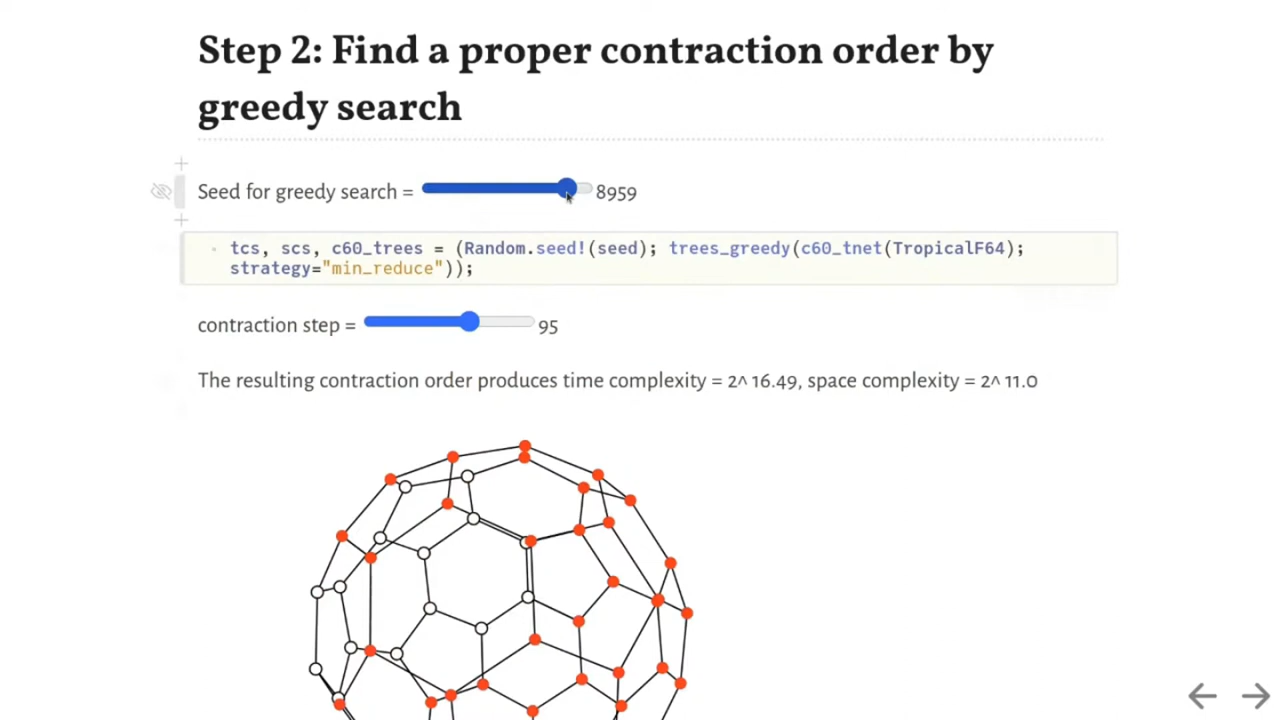 Step 2: Find a proper contraction order by
greedy search
Seed for greedy search = 8959
tcs, scs, c60_trees = (Random.seed!(seed); trees_greedy(c60_tnet(TropicalF64);
strategy="min_reduce"));
contraction step = 95
The resulting contraction order produces time complexity = 2^ 16.49, space complexity = 2^ 11.0